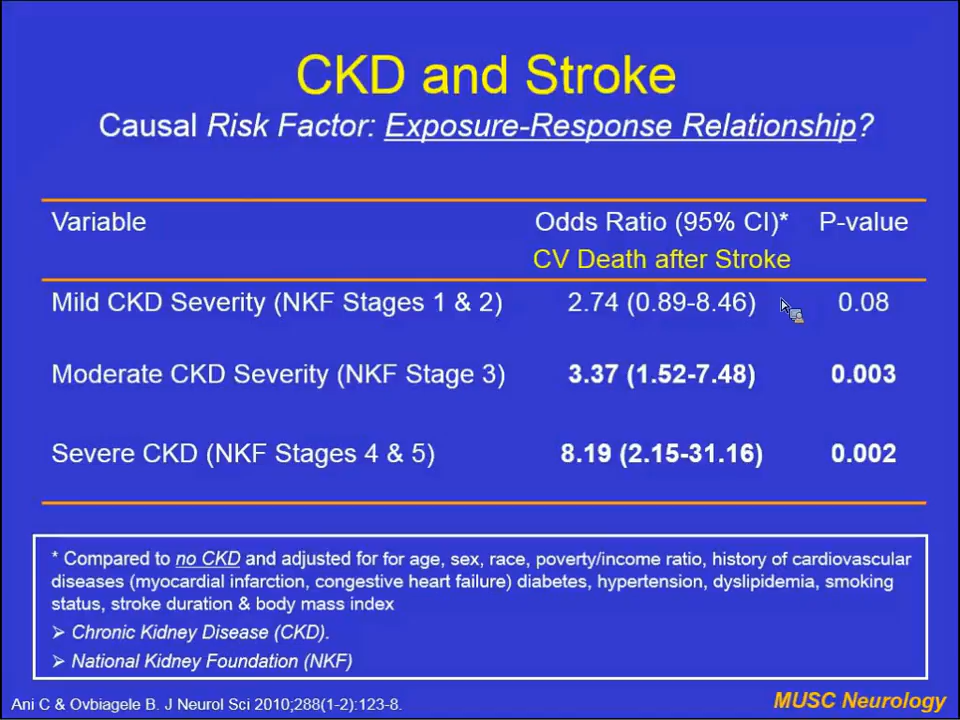 CKD and Stroke
Causal Risk Factor: Exposure-Response Relationship?
Variable Odds Ratio (95% CI)* P-value
CV Death after Stroke
Mild CKD Severity (NKF Stages 1 & 2) 2.74 (0.89-8.46) 0.08
Moderate CKD Severity (NKF Stage 3) 3.37 (1.52-7.48) 0.003
Severe CKD (NKF Stages 4 & 5) 8.19 (2.15-31.16) 0.002
* Compared to no CKD and adjusted for for age, sex, race, poverty/income ratio, history of cardiovascular
diseases (myocardial infarction, congestive heart failure) diabetes, hypertension, dyslipidemia, smoking
status, stroke duration & body mass index
➢ Chronic Kidney Disease (CKD).
➢ National Kidney Foundation (NKF)
Ani C & Ovbiagele B. J Neurol Sci 2010;288(1-2):123-8.
MUSC Neurology